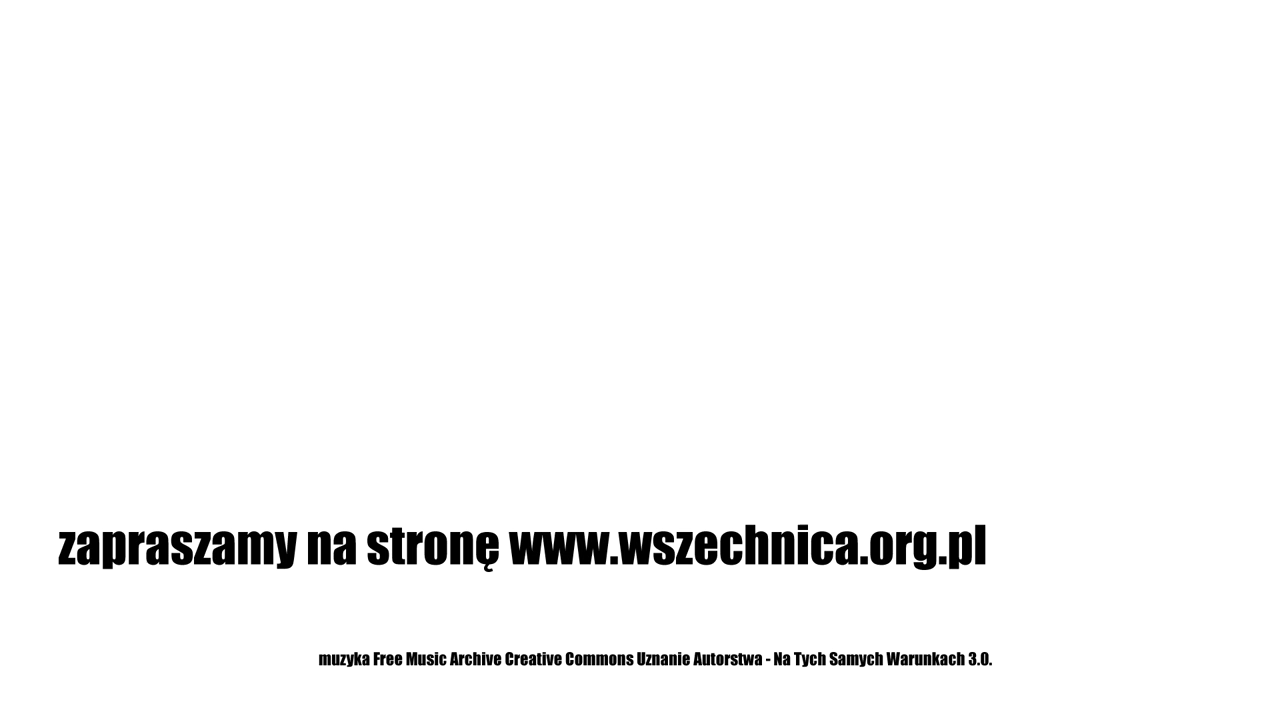 zapraszamy na stronę www.wszechnica.org.pl
muzyka Free Music Archive Creative Commons Uznanie Autorstwa - Na Tych Samych Warunkach 3.0.